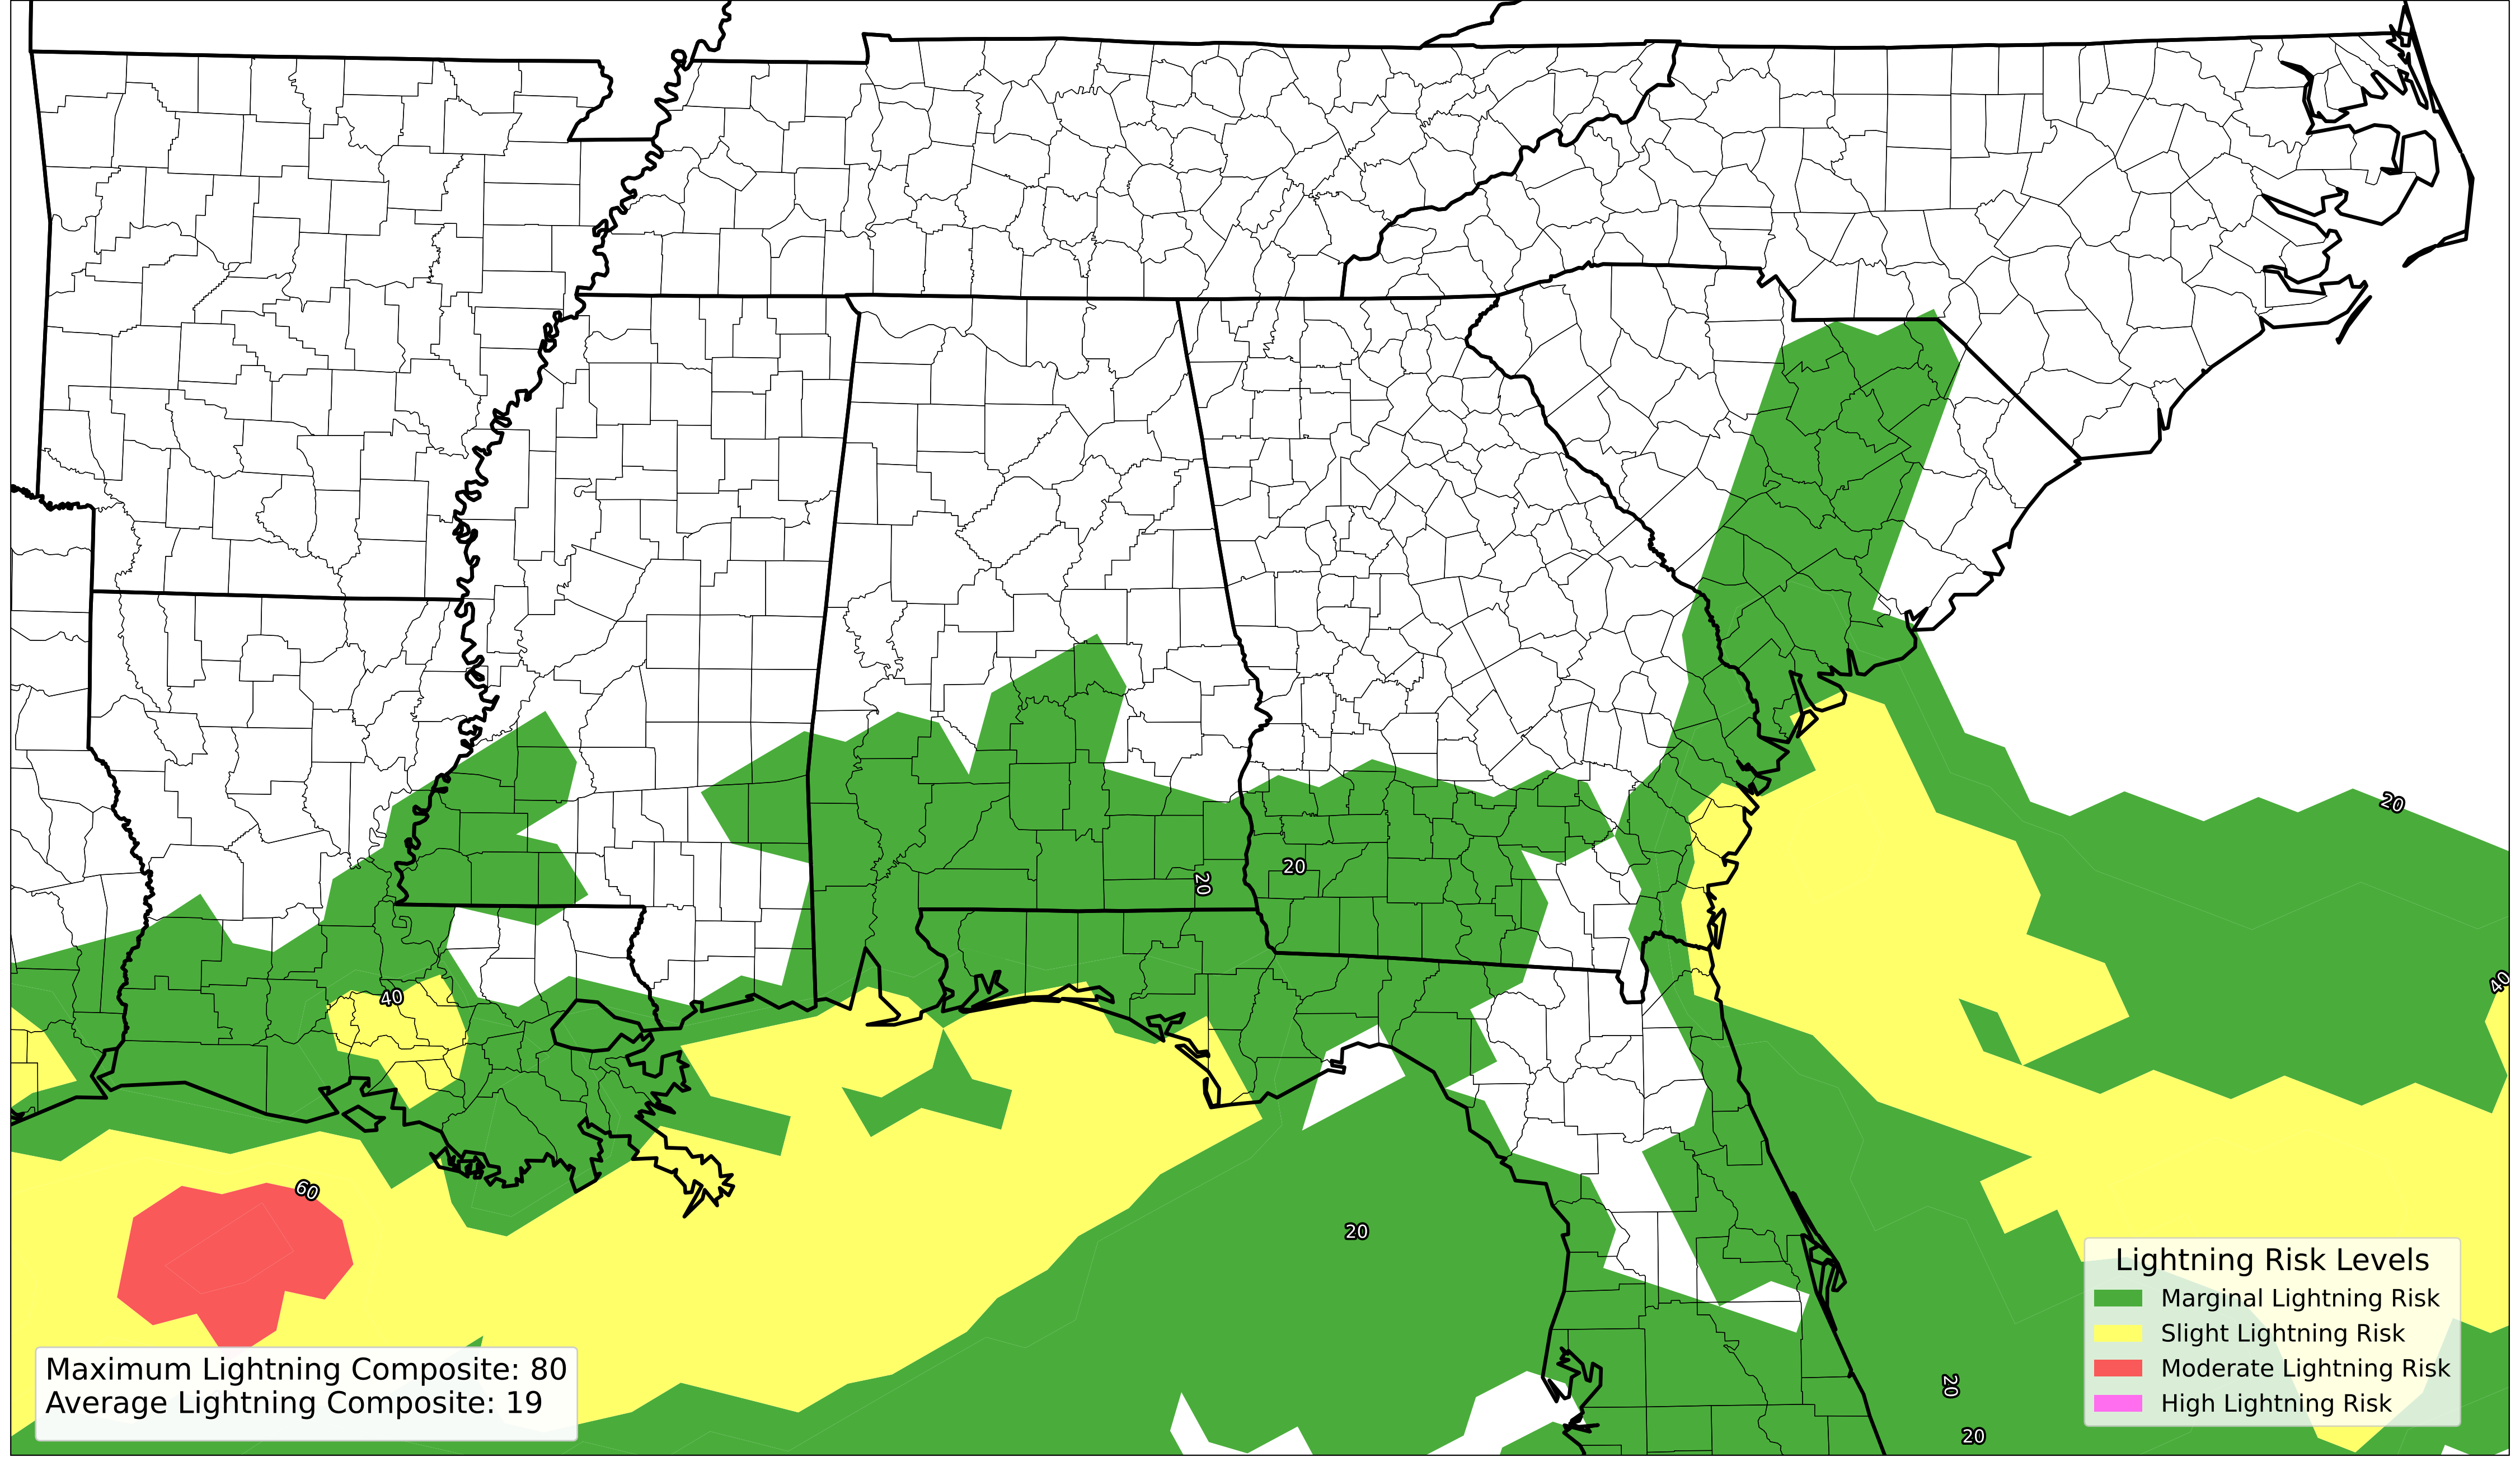 20
20
20
40
40
60
20
Lightning Risk Levels
Marginal Lightning Risk
Slight Lightning Risk
Moderate Lightning Risk
High Lightning Risk
Maximum Lightning Composite: 80
Average Lightning Composite: 19
20
20